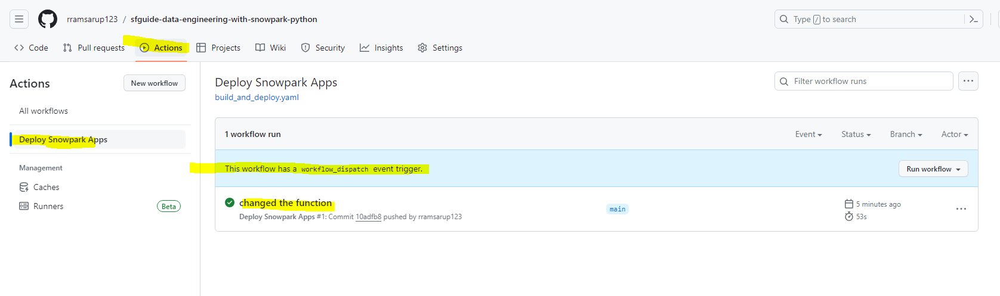 rramsarup123 / sfguide-data-engineering-with-snowpark-python
Type / to search
Code Pull requests Actions Projects Wiki Security Insights Settings
Actions
New workflow
All workflows
Deploy Snowpark Apps
Management
Caches
Runners Beta
Deploy Snowpark Apps
build_and_deploy.yaml
Filter workflow runs
1 workflow run
Event Status Branch Actor
This workflow has a workflow_dispatch event trigger.
Run workflow
changed the function
Deploy Snowpark Apps #1: Commit 10adfb8 pushed by rramsarup123
main
5 minutes ago
53s